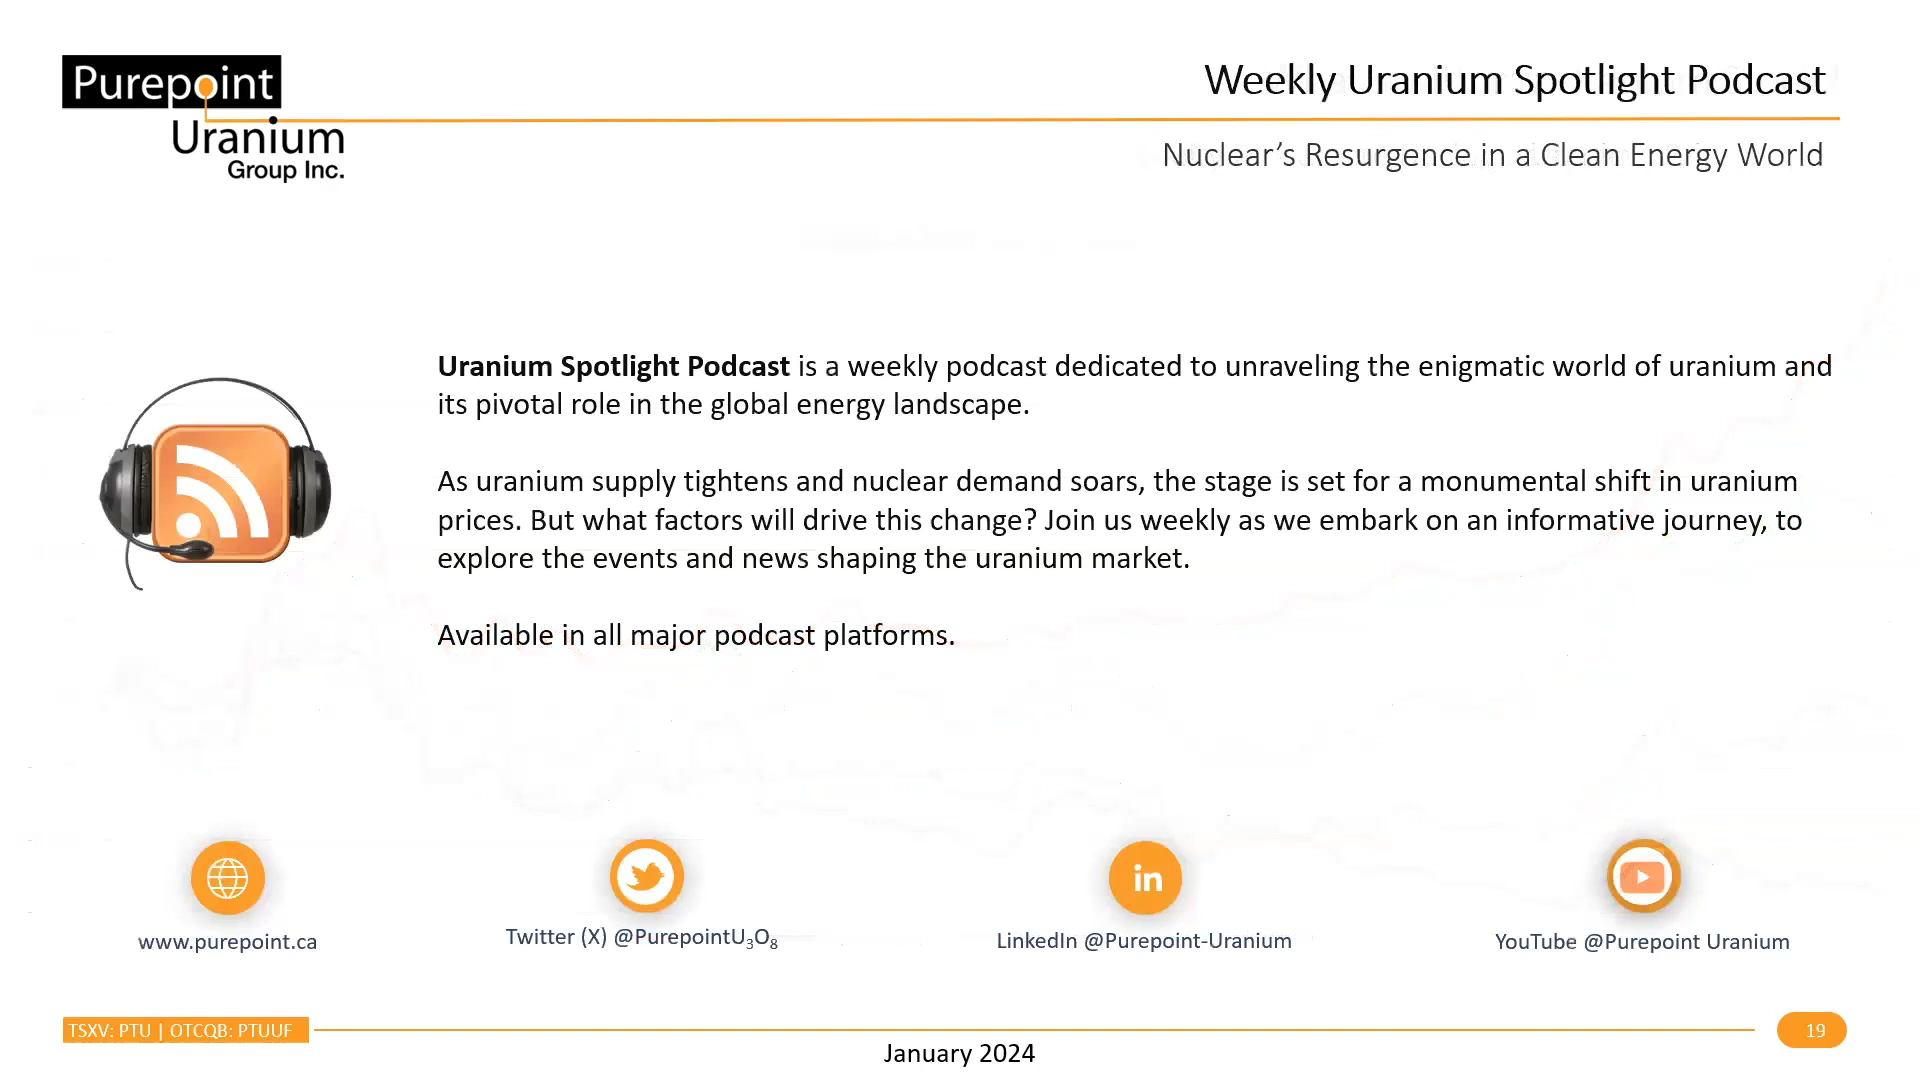 Purepoint
Uranium
Group Inc.
Weekly Uranium Spotlight Podcast
Nuclear’s Resurgence in a Clean Energy World
Uranium Spotlight Podcast is a weekly podcast dedicated to unraveling the enigmatic world of uranium and
its pivotal role in the global energy landscape.
As uranium supply tightens and nuclear demand soars, the stage is set for a monumental shift in uranium
prices. But what factors will drive this change? Join us weekly as we embark on an informative journey, to
explore the events and news shaping the uranium market.
Available in all major podcast platforms.
in
www.purepoint.ca
Twitter (X) @PurepointU₃O₈
LinkedIn @Purepoint-Uranium
YouTube @Purepoint Uranium
TSXV: PTU | OTCQB: PTUUF
19
January 2024